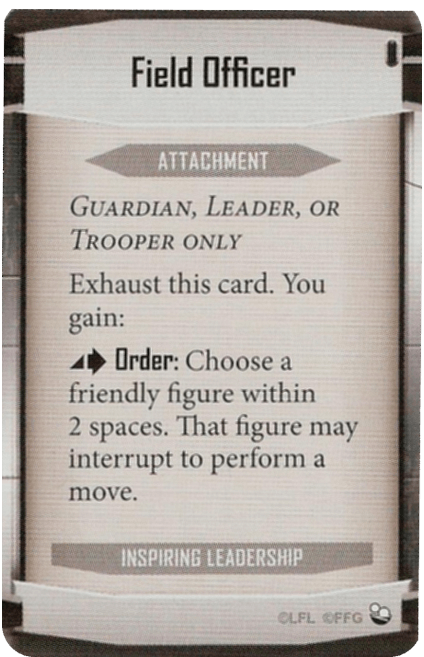 Field Officer
ATTACHMENT
GUARDIAN, LEADER, OR
TROOPER ONLY
Exhaust this card. You
gain:
Order: Choose a
friendly figure within
2 spaces. That figure may
interrupt to perform a
move.
INSPIRING LEADERSHIP
©LFL ©FFG